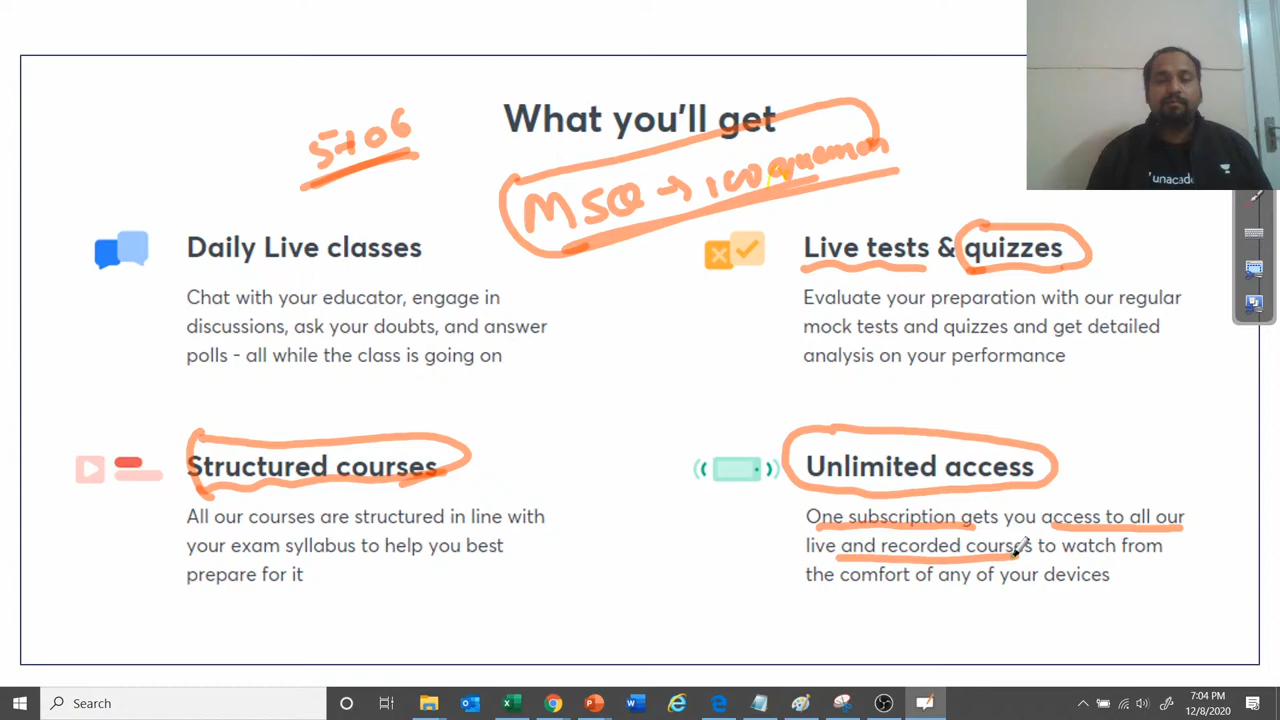 What you'll get
5 to 6
MSQ → 100 question
Daily Live classes
Chat with your educator, engage in
discussions, ask your doubts, and answer
polls - all while the class is going on
Live tests & quizzes
Evaluate your preparation with our regular
mock tests and quizzes and get detailed
analysis on your performance
Structured courses
All our courses are structured in line with
your exam syllabus to help you best
prepare for it
Unlimited access
One subscription gets you access to all our
live and recorded courses to watch from
the comfort of any of your devices
unacade
Search
7:04 PM
12/8/2020